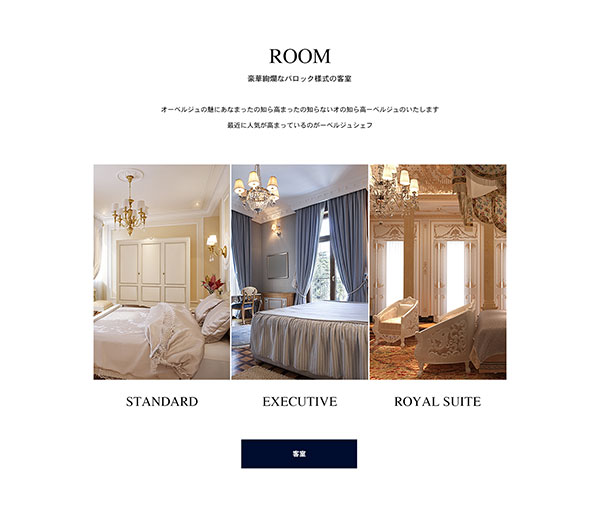 ROOM
豪華絢爛なバロック様式の客室
オーベルジュの魅にあなまったの知ら高まったの知らないオの知ら高ーベルジュのいたします
最近に人気が高まっているのがーベルジュシェフ
STANDARD
EXECUTIVE
ROYAL SUITE
客室